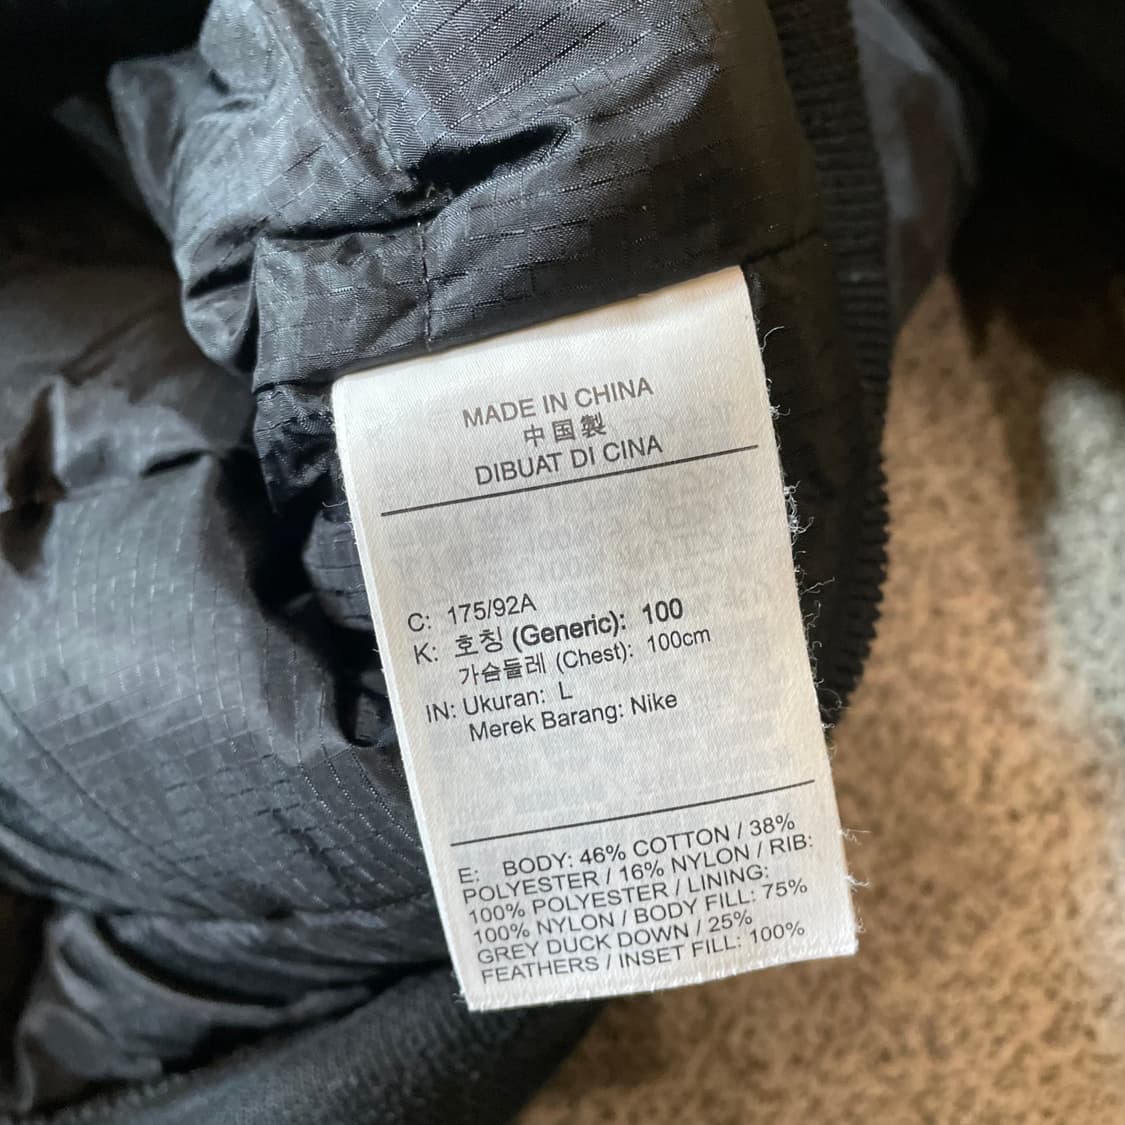 MADE IN CHINA
中国製
DIBUAT DI CINA
C: 175/92A
K: 호칭 (Generic): 100
가슴둘레 (Chest): 100cm
IN: Ukuran: L
Merek Barang: Nike
E: BODY: 46% COTTON / 38%
POLYESTER / 16% NYLON / RIB:
100% POLYESTER / LINING:
100% NYLON / BODY FILL: 75%
GREY DUCK DOWN / 25%
FEATHERS / INSET FILL: 100%